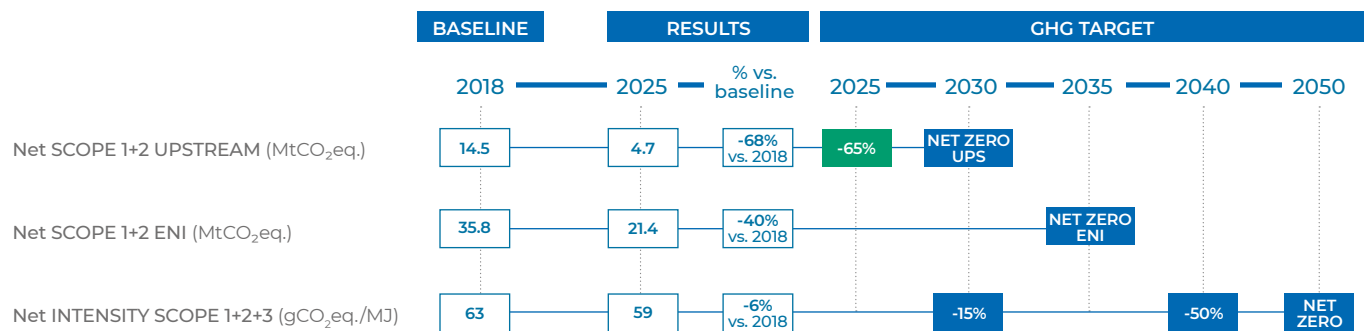 BASELINE RESULTS GHG TARGET
2018 2025 % vs. baseline 2025 2030 2035 2040 2050
Net SCOPE 1+2 UPSTREAM (MtCO₂eq.) 14.5 4.7 -68% vs. 2018 -65% NET ZERO UPS
Net SCOPE 1+2 ENI (MtCO₂eq.) 35.8 21.4 -40% vs. 2018 NET ZERO ENI
Net INTENSITY SCOPE 1+2+3 (gCO₂eq./MJ) 63 59 -6% vs. 2018 -15% -50% NET ZERO